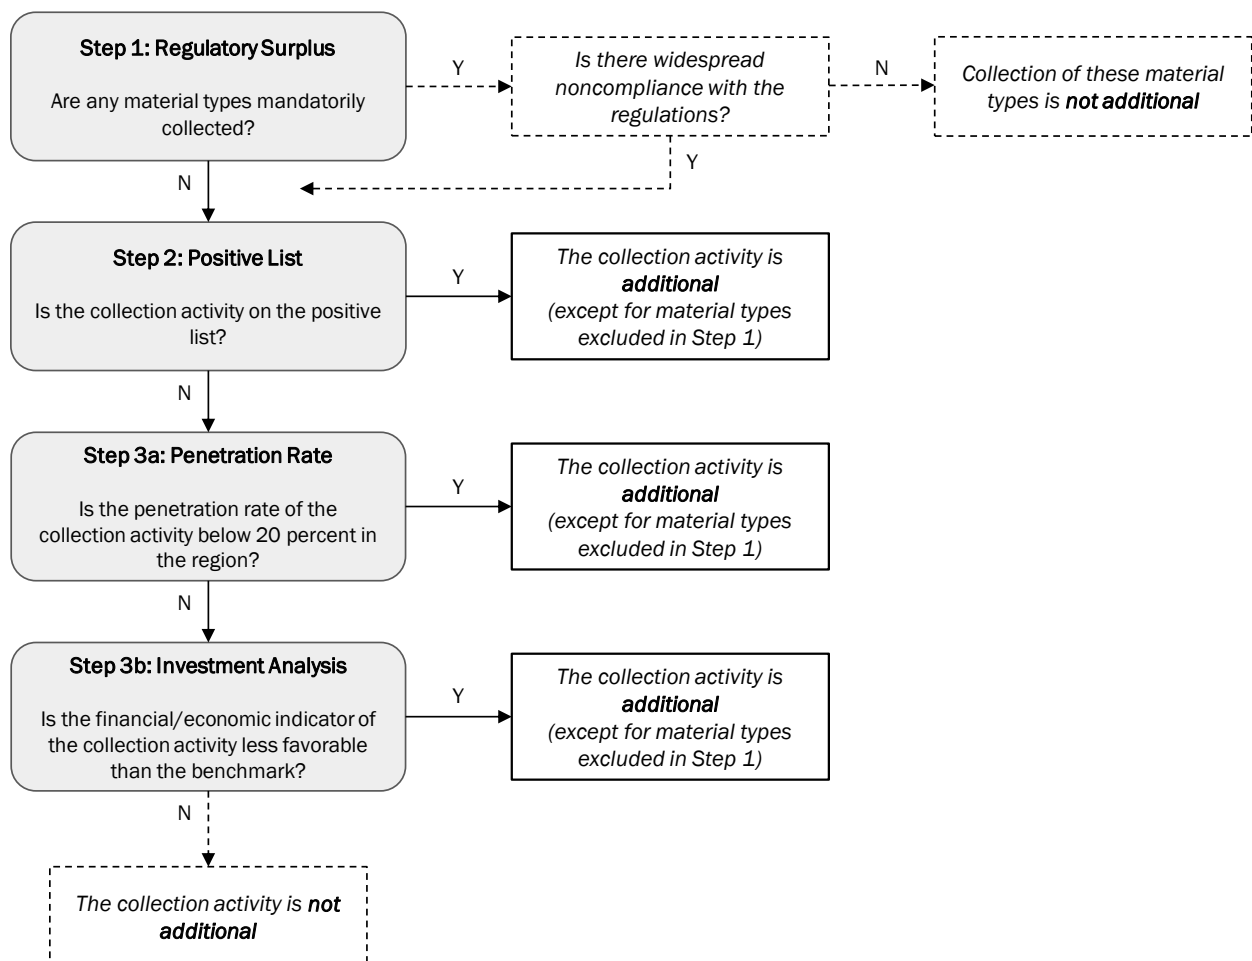 Step 1: Regulatory Surplus
Are any material types mandatorily
collected?
Y
Is there widespread
noncompliance with the
regulations?
N
Collection of these material
types is not additional
Y
N
Step 2: Positive List
Is the collection activity on the positive
list?
Y
The collection activity is
additional
(except for material types
excluded in Step 1)
N
Step 3a: Penetration Rate
Is the penetration rate of the
collection activity below 20 percent in
the region?
Y
The collection activity is
additional
(except for material types
excluded in Step 1)
N
Step 3b: Investment Analysis
Is the financial/economic indicator of
the collection activity less favorable
than the benchmark?
Y
The collection activity is
additional
(except for material types
excluded in Step 1)
N
The collection activity is not
additional